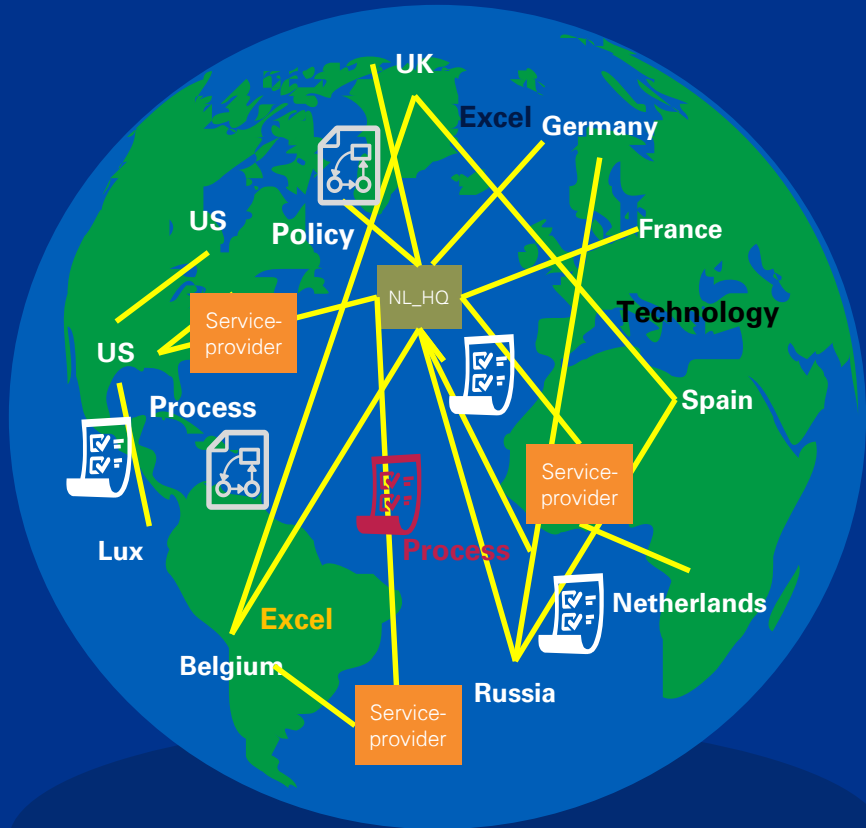 UK
Excel
Germany
US
Policy
France
NL_HQ
Service-
provider
Technology
US
Process
Spain
Service-
provider
Lux
Process
Netherlands
Excel
Belgium
Russia
Service-
provider